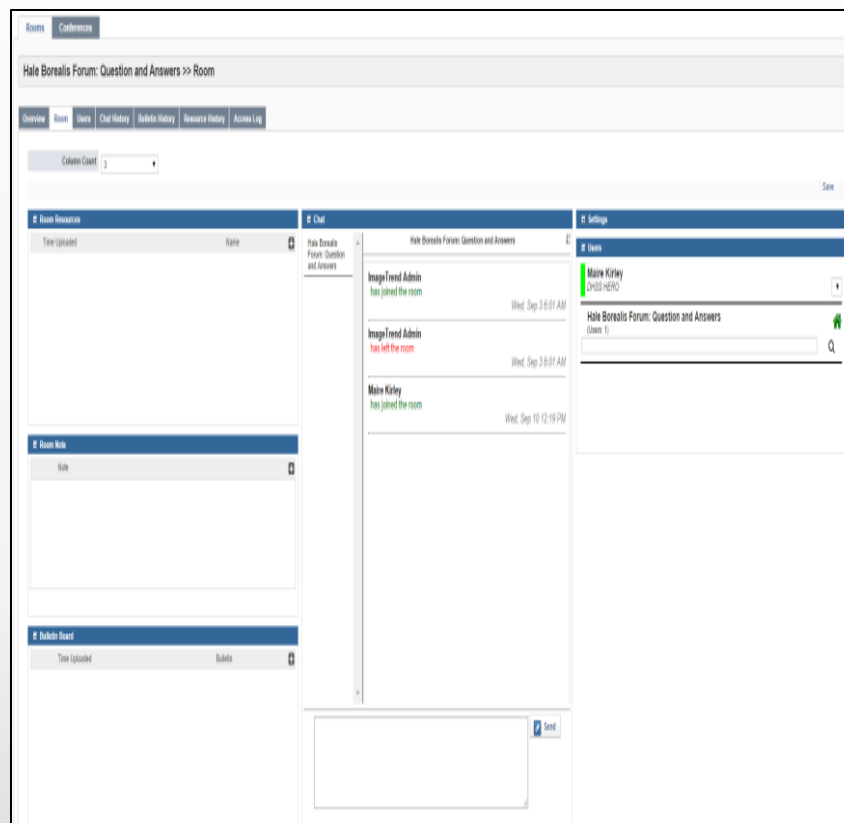 Rooms Conferences
Hale Borealis Forum: Question and Answers >> Room
Overview Room Users Chat History Bulletin History Resource History Access Log
Column Count 3
Save
Room Resources
Time Uploaded Name
Room Note
Note
Bulletin Board
Time Uploaded Bulletin
Chat
Hale Borealis
Forum: Question
and Answers
Hale Borealis Forum: Question and Answers
ImageTrend Admin
has joined the room
Wed, Sep 3 6:01 AM
ImageTrend Admin
has left the room
Wed, Sep 3 6:01 AM
Maire Kirley
has joined the room
Wed, Sep 10 12:19 PM
Send
Settings
Users
Maire Kirley
DHSS HERO
Hale Borealis Forum: Question and Answers
(Users: 1)